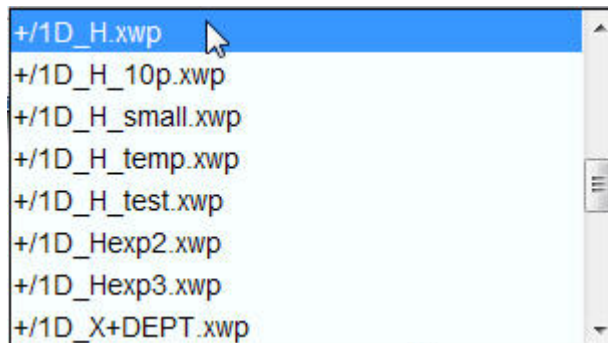 +/1D_H.xwp
+/1D_H_10p.xwp
+/1D_H_small.xwp
+/1D_H_temp.xwp
+/1D_H_test.xwp
+/1D_Hexp2.xwp
+/1D_Hexp3.xwp
+/1D_X+DEPT.xwp